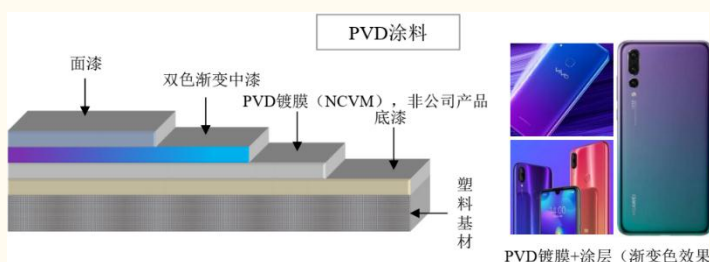 PVD涂料
面漆
双色渐变中漆
PVD镀膜（NCVM），非公司产品
底漆
塑料基材
vivo
HUAWEI
PVD镀膜+涂层（渐变色效果